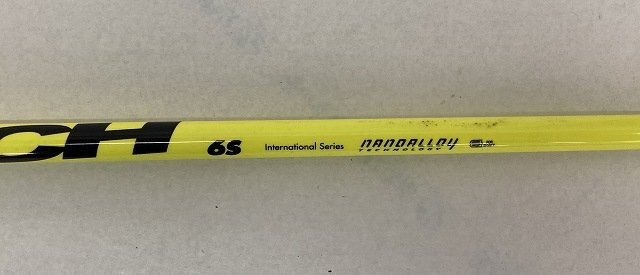 CH 6S International Series NANOALLOY
TECHNOLOGY